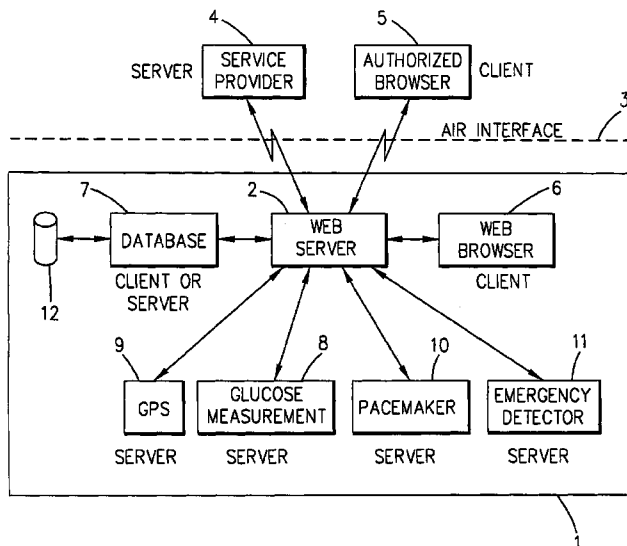 4
5
SERVER
SERVICE
PROVIDER
AUTHORIZED
BROWSER
CLIENT
AIR INTERFACE
3
7
2
6
12
DATABASE
WEB
SERVER
WEB
BROWSER
CLIENT OR
SERVER
CLIENT
9
8
10
11
GPS
GLUCOSE
MEASUREMENT
PACEMAKER
EMERGENCY
DETECTOR
SERVER
SERVER
SERVER
SERVER
1